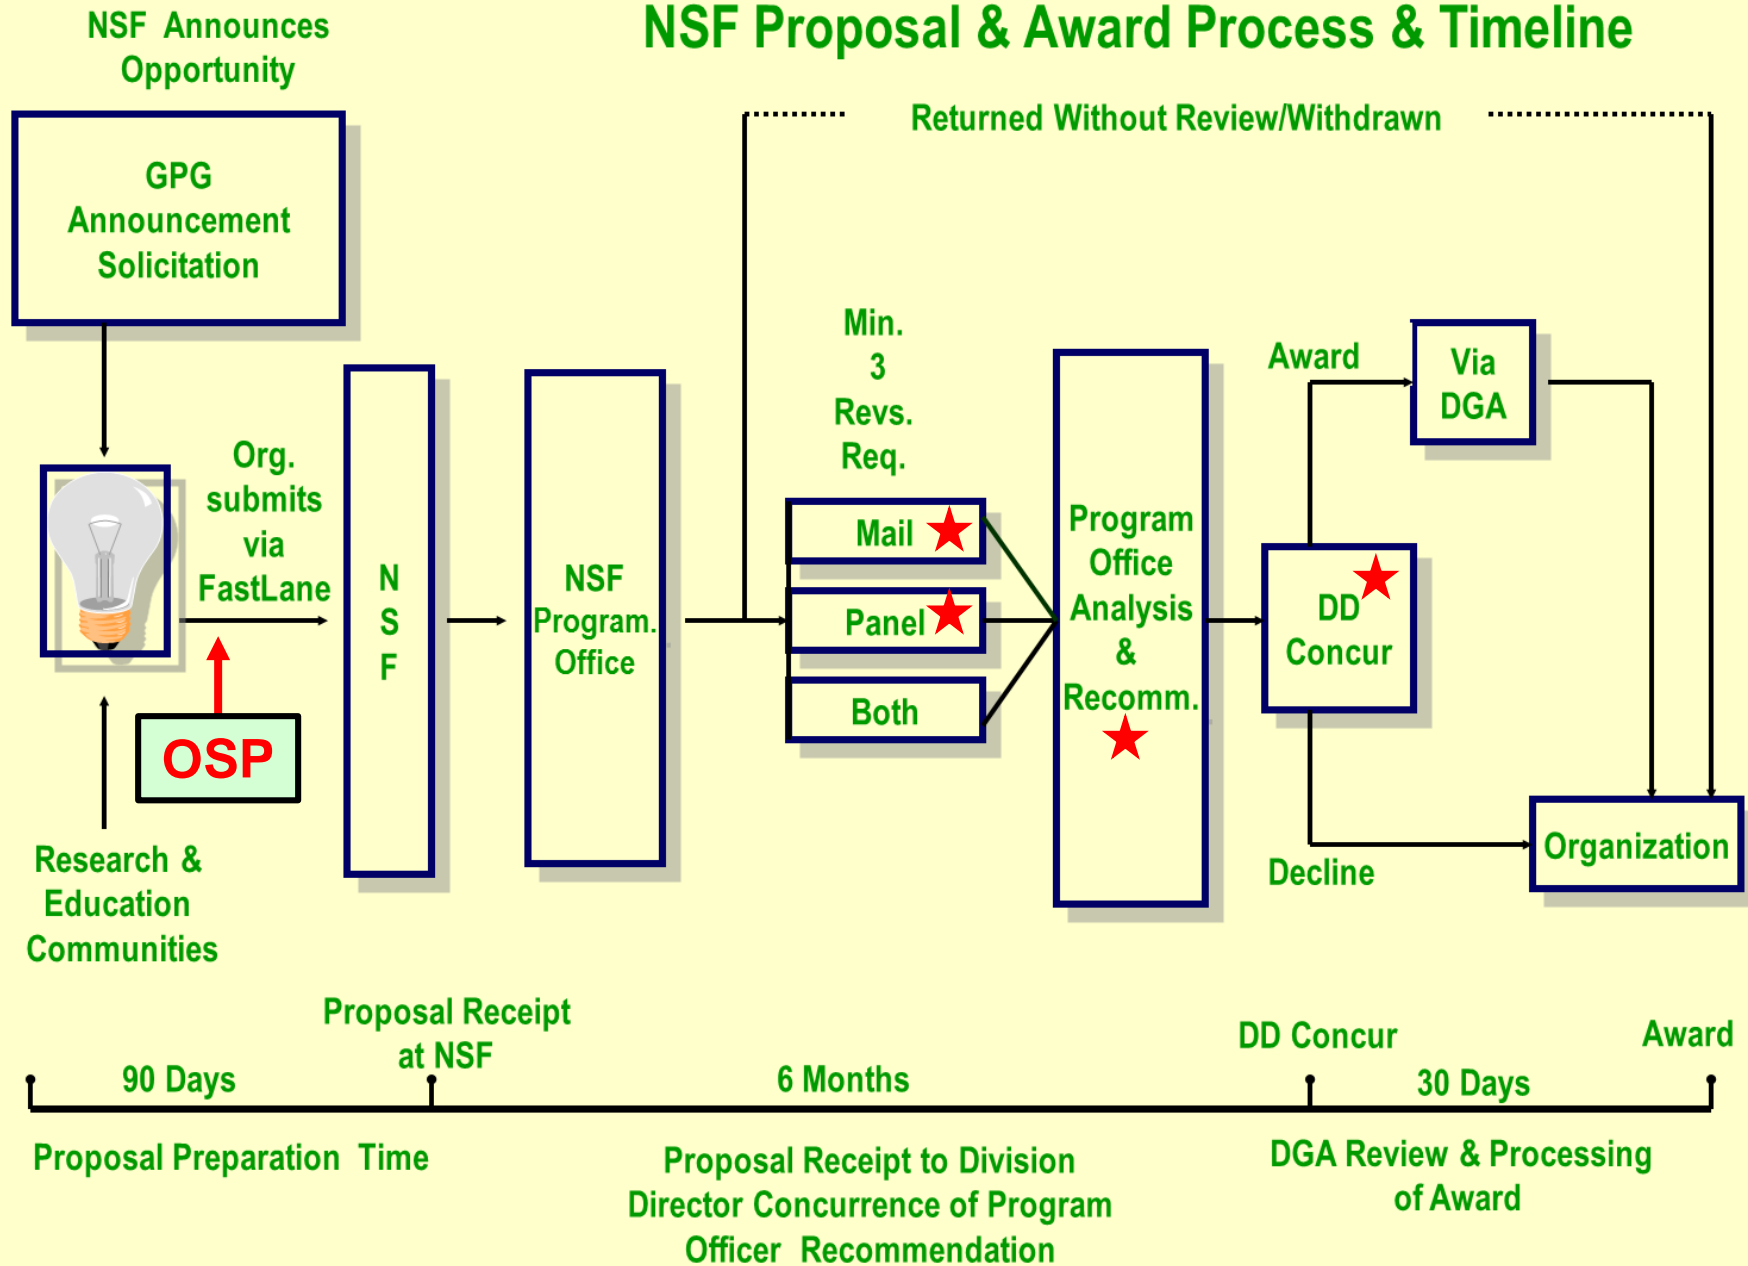 NSF Announces
Opportunity
NSF Proposal & Award Process & Timeline
Returned Without Review/Withdrawn
GPG
Announcement
Solicitation
Org.
submits
via
FastLane
OSP
Research &
Education
Communities
N
S
F
NSF
Program.
Office
Min.
3
Revs.
Req.
Mail
Panel
Both
Program
Office
Analysis
&
Recomm.
Award
Via
DGA
DD
Concur
Decline
Organization
Proposal Receipt
at NSF
DD Concur
Award
90 Days
6 Months
30 Days
Proposal Preparation Time
Proposal Receipt to Division
Director Concurrence of Program
Officer Recommendation
DGA Review & Processing
of Award